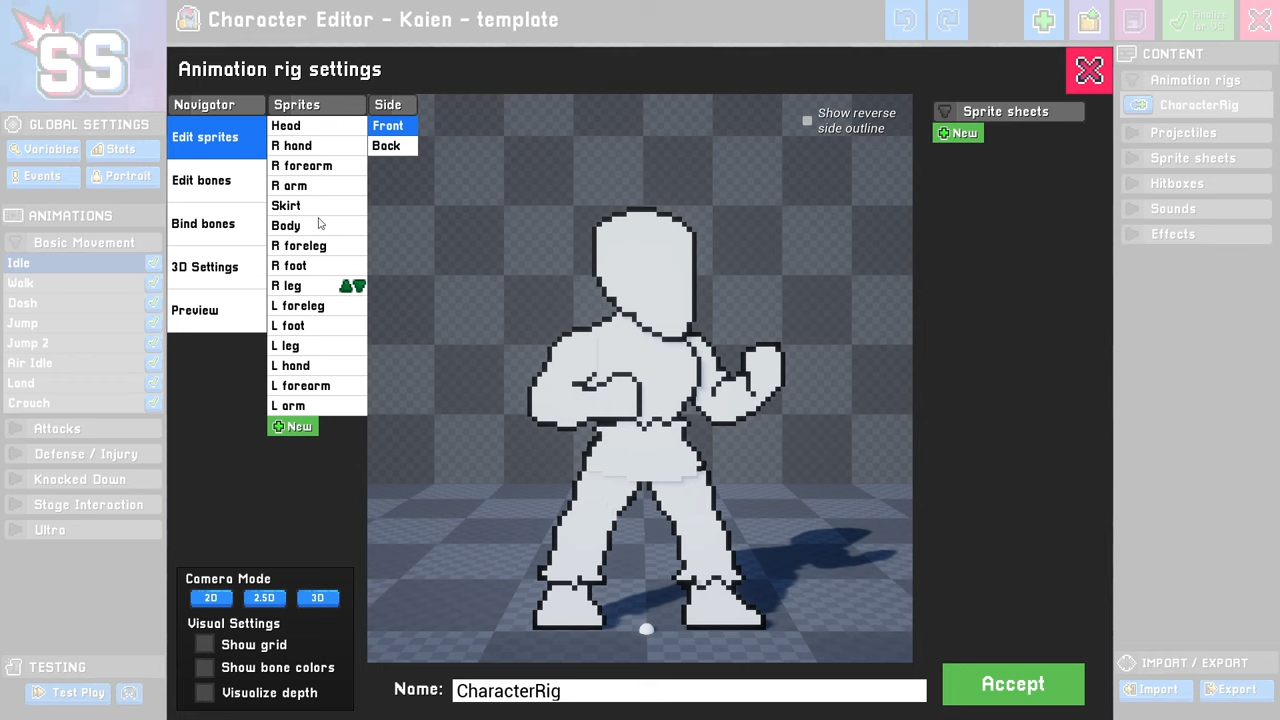 Character Editor - Kaien - template
Finalize for OS
SS
Animation rig settings
CONTENT
Animation rigs
CharacterRig
Projectiles
Sprite sheets
Hitboxes
Sounds
Effects
GLOBAL SETTINGS
Variables
Stats
Events
Portrait
ANIMATIONS
Basic Movement
Idle
Walk
Dash
Jump
Jump 2
Air Idle
Land
Crouch
Attacks
Defense / Injury
Knocked Down
Stage Interaction
Ultra
TESTING
Test Play
Navigator
Edit sprites
Edit bones
Bind bones
3D Settings
Preview
Sprites
Head
R hand
R forearm
R arm
Skirt
Body
R foreleg
R foot
R leg
L foreleg
L foot
L leg
L hand
L forearm
L arm
New
Side
Front
Back
Show reverse
side outline
Sprite sheets
New
Camera Mode
2D
2.5D
3D
Visual Settings
Show grid
Show bone colors
Visualize depth
Name:
CharacterRig
Accept
IMPORT / EXPORT
Import
Export